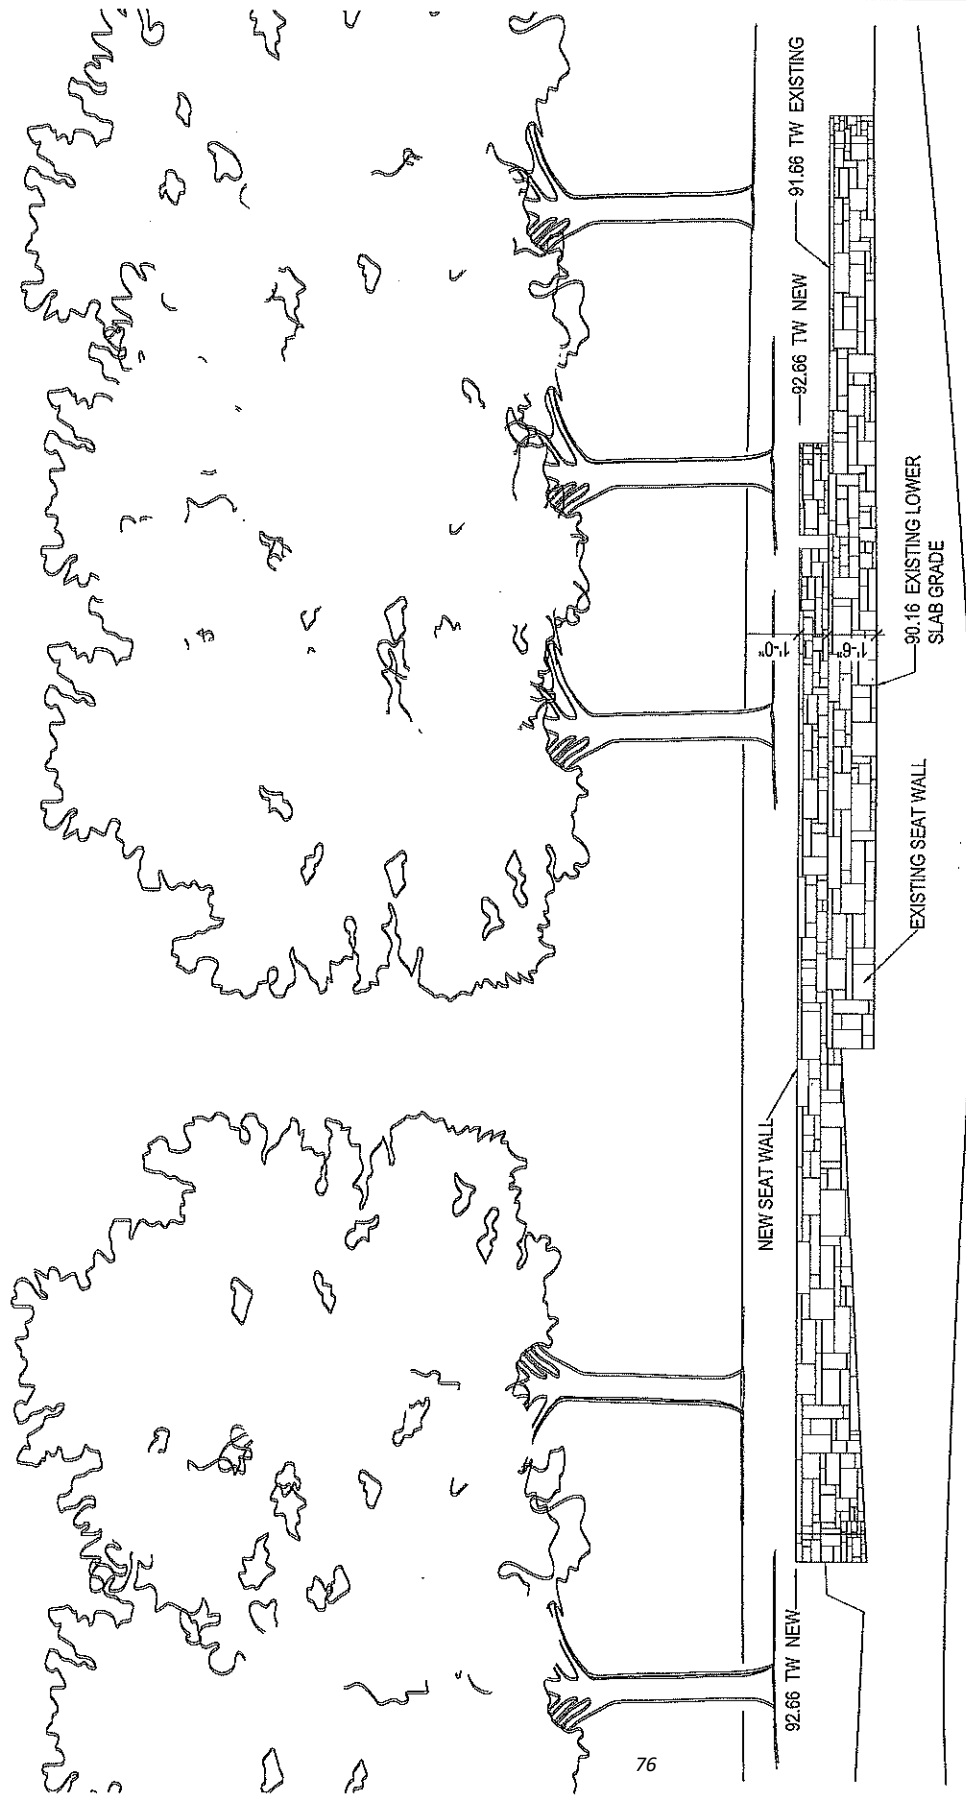 92.66 TW NEW
NEW SEAT WALL
EXISTING SEAT WALL
1'-0"
1'-6"
90.16 EXISTING LOWER
SLAB GRADE
92.66 TW NEW
91.66 TW EXISTING
76